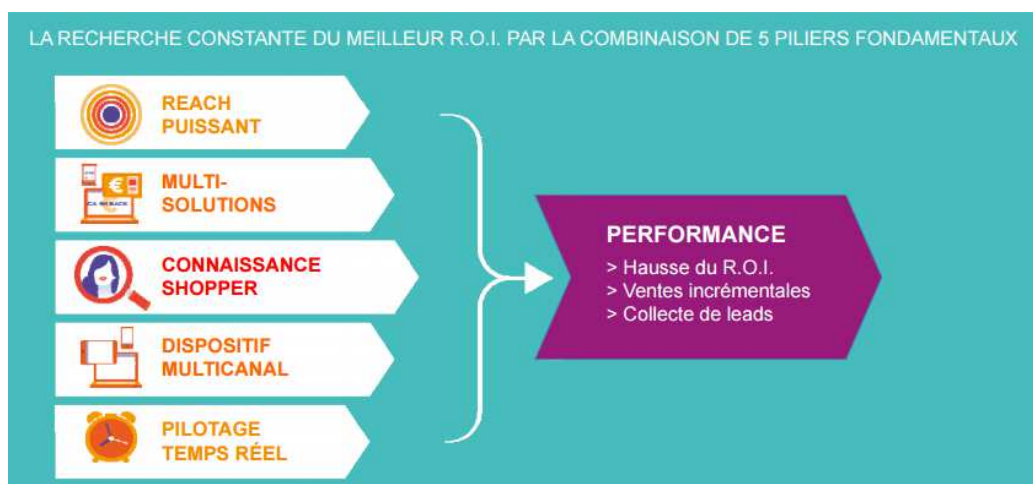 LA RECHERCHE CONSTANTE DU MEILLEUR R.O.I. PAR LA COMBINAISON DE 5 PILIERS FONDAMENTAUX
REACH
PUISSANT
€
MULTI-
SOLUTIONS
CONNAISSANCE
SHOPPER
DISPOSITIF
MULTICANAL
PILOTAGE
TEMPS RÉEL
PERFORMANCE
> Hausse du R.O.I.
> Ventes incrémentales
> Collecte de leads